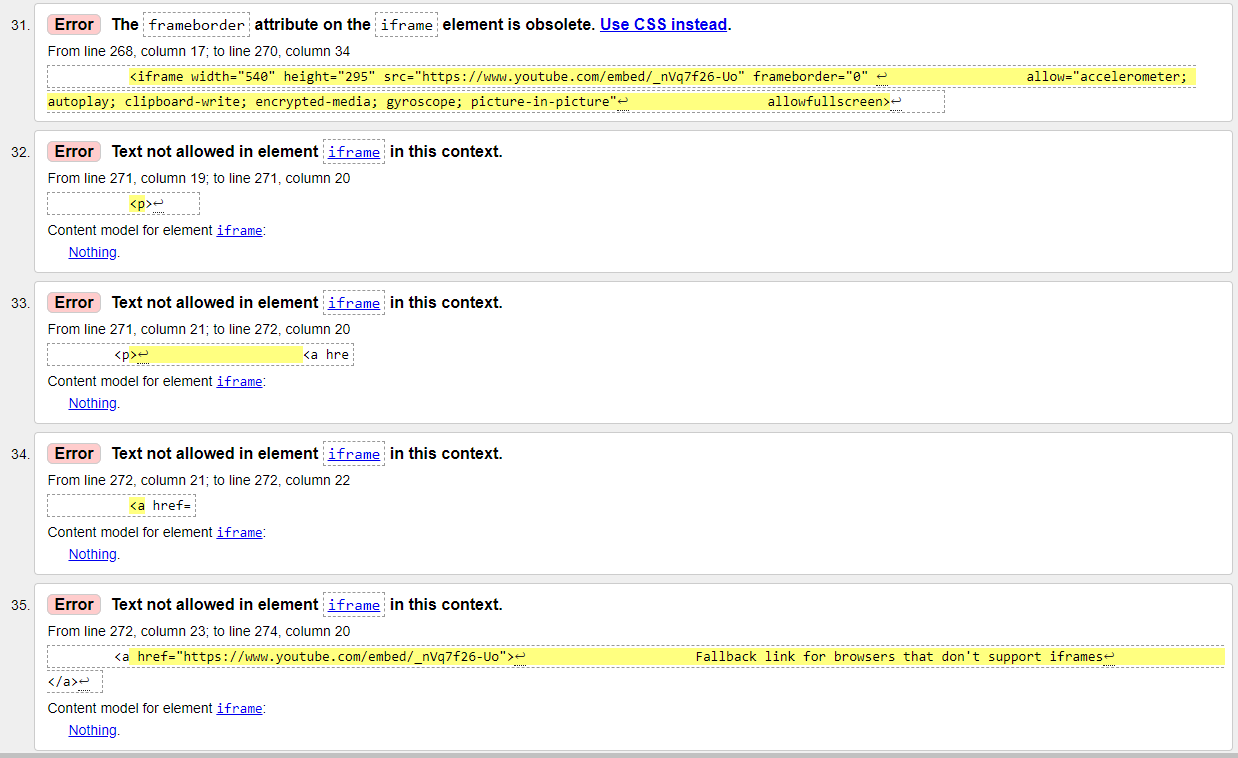 31. Error The frameborder attribute on the iframe element is obsolete. Use CSS instead.
From line 268, column 17; to line 270, column 34
<iframe width="540" height="295" src="https://www.youtube.com/embed/_nVq7f26-Uo" frameborder="0" ↩ allow="accelerometer;
autoplay; clipboard-write; encrypted-media; gyroscope; picture-in-picture"↩ allowfullscreen>↩
32. Error Text not allowed in element iframe in this context.
From line 271, column 19; to line 271, column 20
<p>↩
Content model for element iframe:
Nothing.
33. Error Text not allowed in element iframe in this context.
From line 271, column 21; to line 272, column 20
<p>↩ <a hre
Content model for element iframe:
Nothing.
34. Error Text not allowed in element iframe in this context.
From line 272, column 21; to line 272, column 22
<a href=
Content model for element iframe:
Nothing.
35. Error Text not allowed in element iframe in this context.
From line 272, column 23; to line 274, column 20
<a href="https://www.youtube.com/embed/_nVq7f26-Uo">↩ Fallback link for browsers that don't support iframes↩
</a>↩
Content model for element iframe:
Nothing.